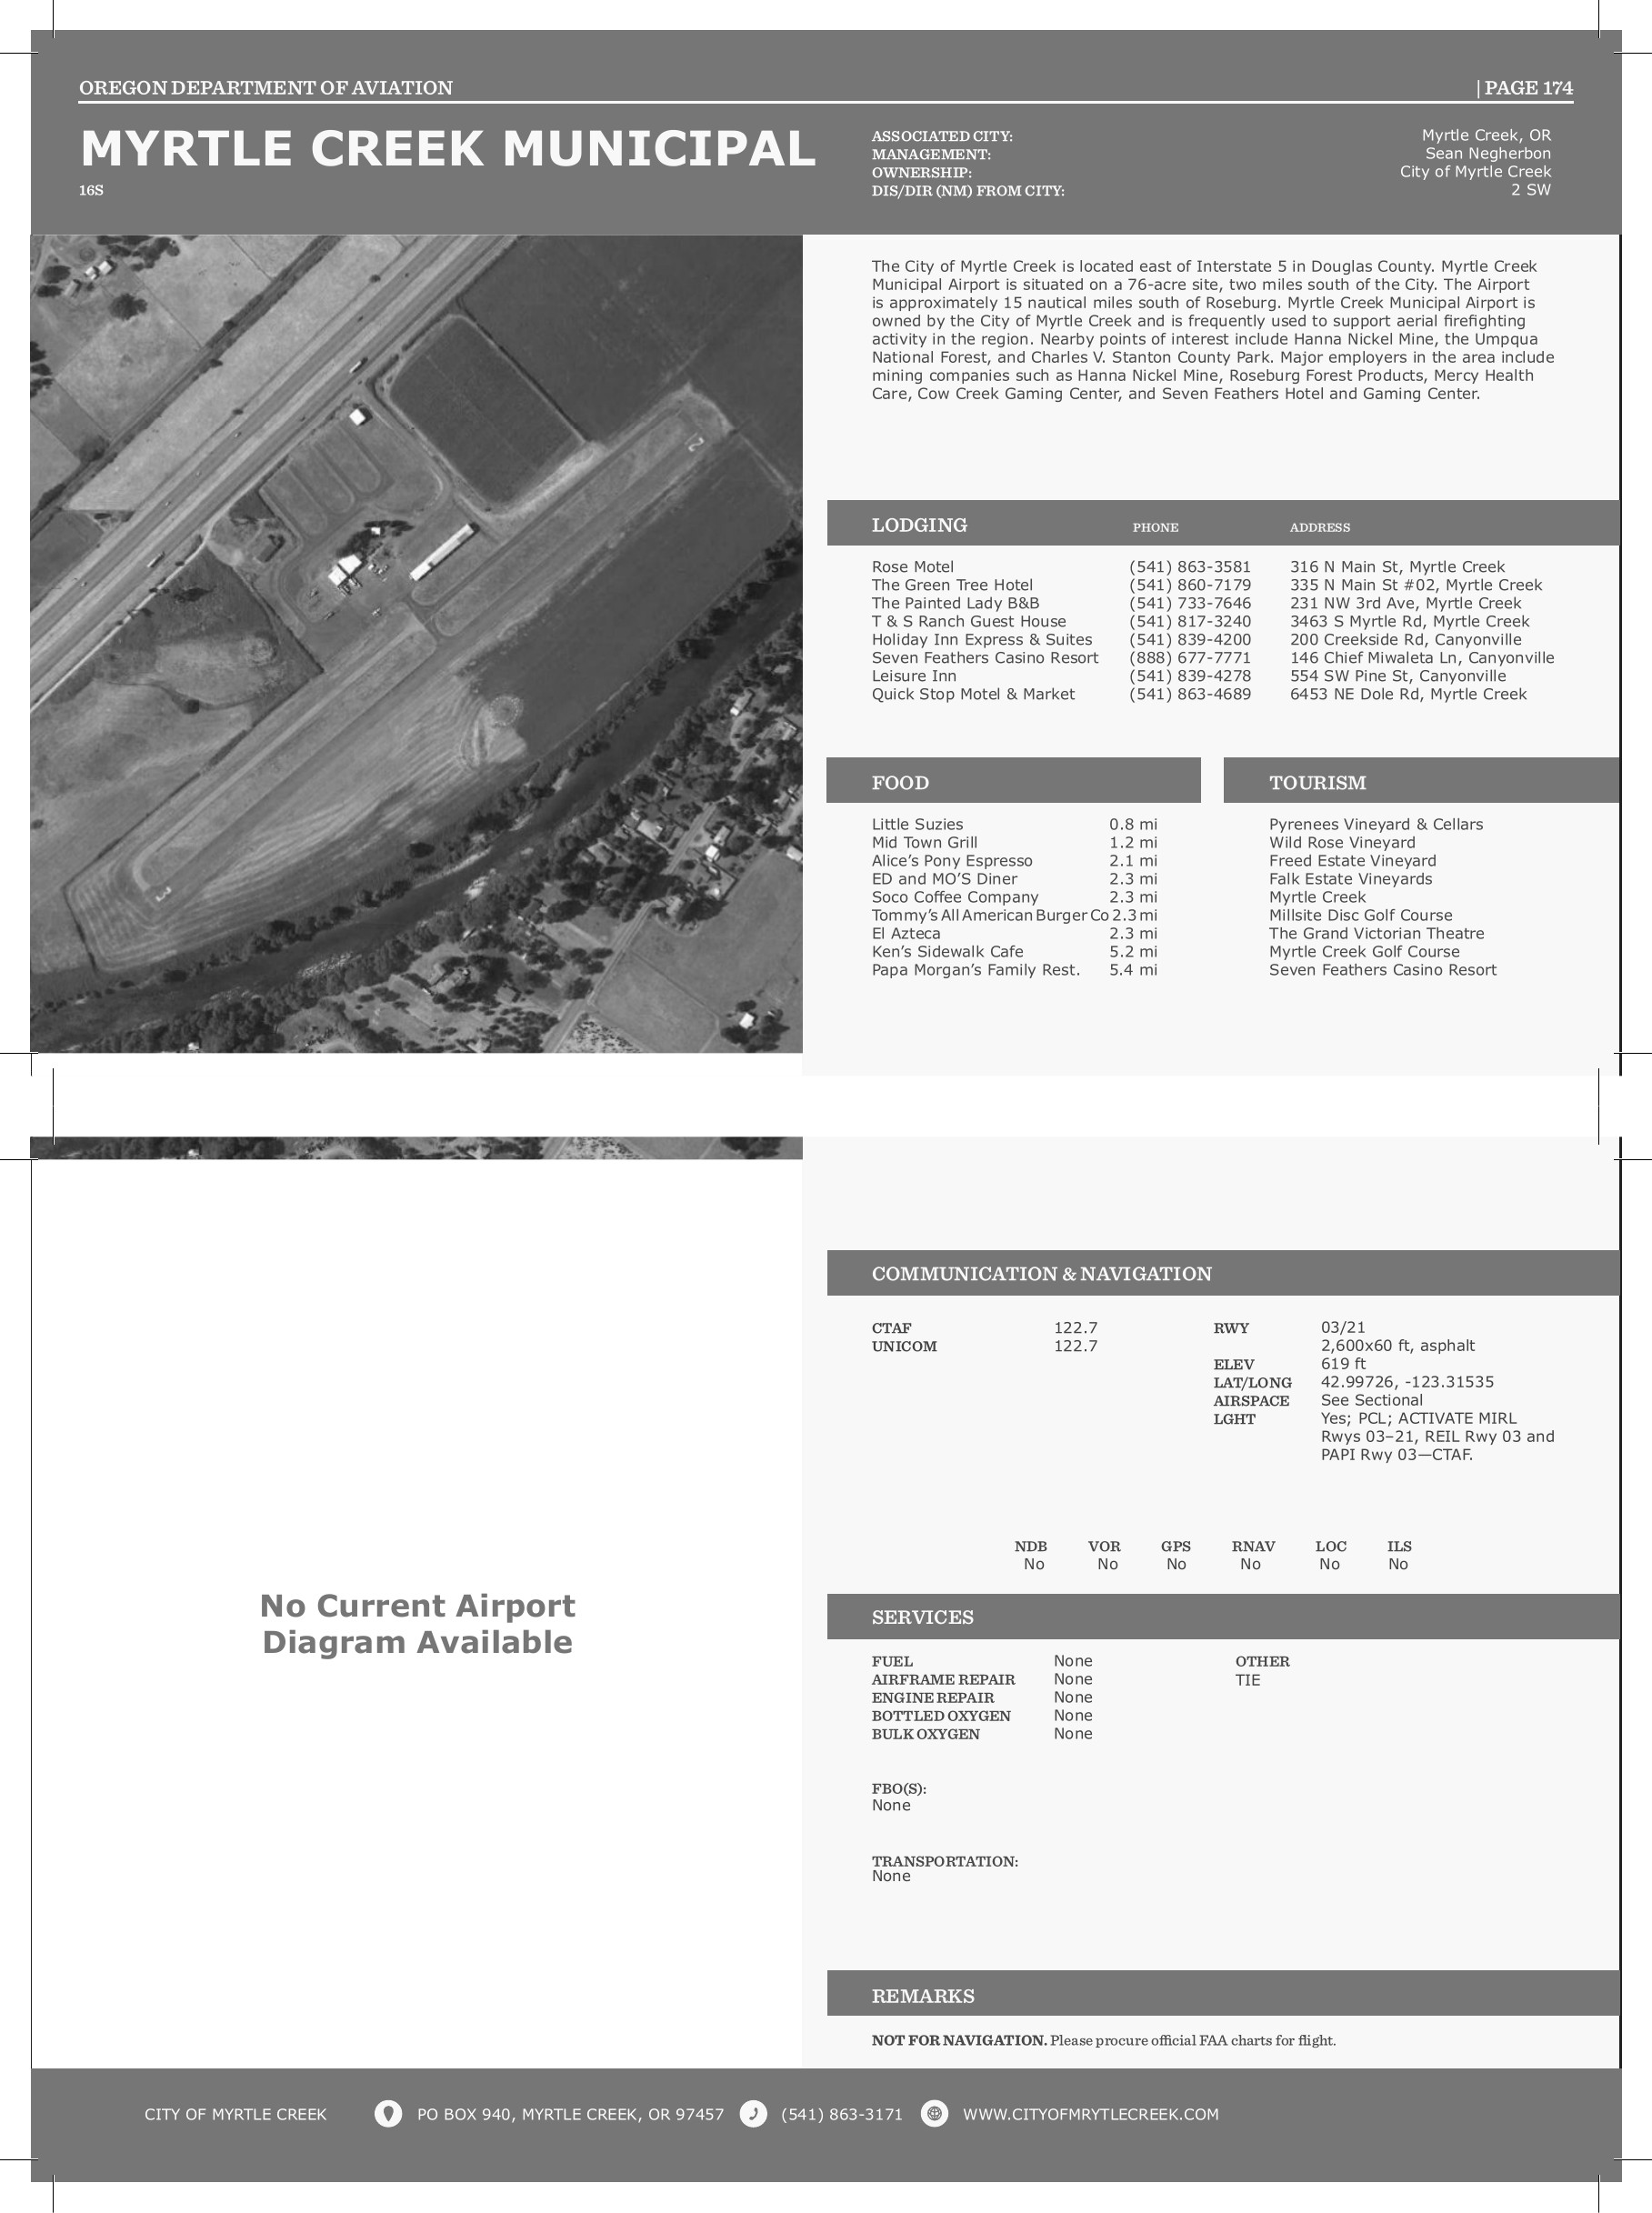 OREGON DEPARTMENT OF AVIATION
| PAGE 174
MYRTLE CREEK MUNICIPAL
16S
ASSOCIATED CITY: Myrtle Creek, OR
MANAGEMENT: Sean Negherbon
OWNERSHIP: City of Myrtle Creek
DIS/DIR (NM) FROM CITY: 2 SW
The City of Myrtle Creek is located east of Interstate 5 in Douglas County. Myrtle Creek
Municipal Airport is situated on a 76-acre site, two miles south of the City. The Airport
is approximately 15 nautical miles south of Roseburg. Myrtle Creek Municipal Airport is
owned by the City of Myrtle Creek and is frequently used to support aerial firefighting
activity in the region. Nearby points of interest include Hanna Nickel Mine, the Umpqua
National Forest, and Charles V. Stanton County Park. Major employers in the area include
mining companies such as Hanna Nickel Mine, Roseburg Forest Products, Mercy Health
Care, Cow Creek Gaming Center, and Seven Feathers Hotel and Gaming Center.
LODGING PHONE ADDRESS
Rose Motel (541) 863-3581 316 N Main St, Myrtle Creek
The Green Tree Hotel (541) 860-7179 335 N Main St #02, Myrtle Creek
The Painted Lady B&B (541) 733-7646 231 NW 3rd Ave, Myrtle Creek
T & S Ranch Guest House (541) 817-3240 3463 S Myrtle Rd, Myrtle Creek
Holiday Inn Express & Suites (541) 839-4200 200 Creekside Rd, Canyonville
Seven Feathers Casino Resort (888) 677-7771 146 Chief Miwaleta Ln, Canyonville
Leisure Inn (541) 839-4278 554 SW Pine St, Canyonville
Quick Stop Motel & Market (541) 863-4689 6453 NE Dole Rd, Myrtle Creek
FOOD
Little Suzies 0.8 mi
Mid Town Grill 1.2 mi
Alice’s Pony Espresso 2.1 mi
ED and MO’S Diner 2.3 mi
Soco Coffee Company 2.3 mi
Tommy’s All American Burger Co 2.3 mi
El Azteca 2.3 mi
Ken’s Sidewalk Cafe 5.2 mi
Papa Morgan’s Family Rest. 5.4 mi
TOURISM
Pyrenees Vineyard & Cellars
Wild Rose Vineyard
Freed Estate Vineyard
Falk Estate Vineyards
Myrtle Creek
Millsite Disc Golf Course
The Grand Victorian Theatre
Myrtle Creek Golf Course
Seven Feathers Casino Resort
No Current Airport
Diagram Available
COMMUNICATION & NAVIGATION
CTAF 122.7
UNICOM 122.7
RWY 03/21
2,600x60 ft, asphalt
ELEV 619 ft
LAT/LONG 42.99726, -123.31535
AIRSPACE See Sectional
LGHT Yes; PCL; ACTIVATE MIRL
Rwys 03–21, REIL Rwy 03 and
PAPI Rwy 03—CTAF.
NDB VOR GPS RNAV LOC ILS
No No No No No No
SERVICES
FUEL None
AIRFRAME REPAIR None
ENGINE REPAIR None
BOTTLED OXYGEN None
BULK OXYGEN None
OTHER
TIE
FBO(S):
None
TRANSPORTATION:
None
REMARKS
NOT FOR NAVIGATION. Please procure official FAA charts for flight.
CITY OF MYRTLE CREEK PO BOX 940, MYRTLE CREEK, OR 97457 (541) 863-3171 WWW.CITYOFMRYTLECREEK.COM